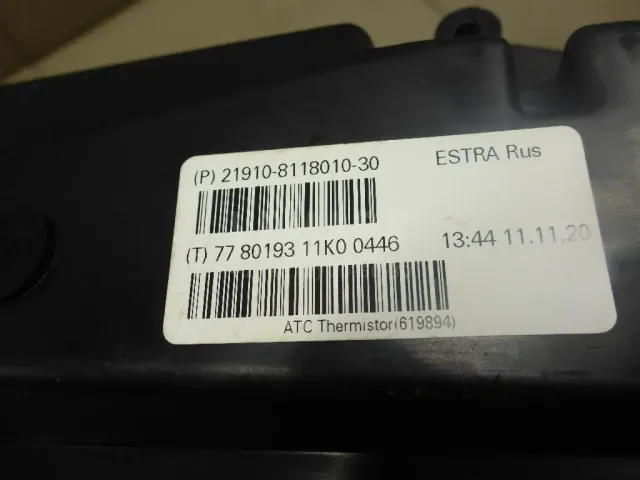 (P) 21910-8118010-30 ESTRA Rus
(T) 77 80193 11K0 0446 13:44 11.11.20
ATC Thermistor(619894)